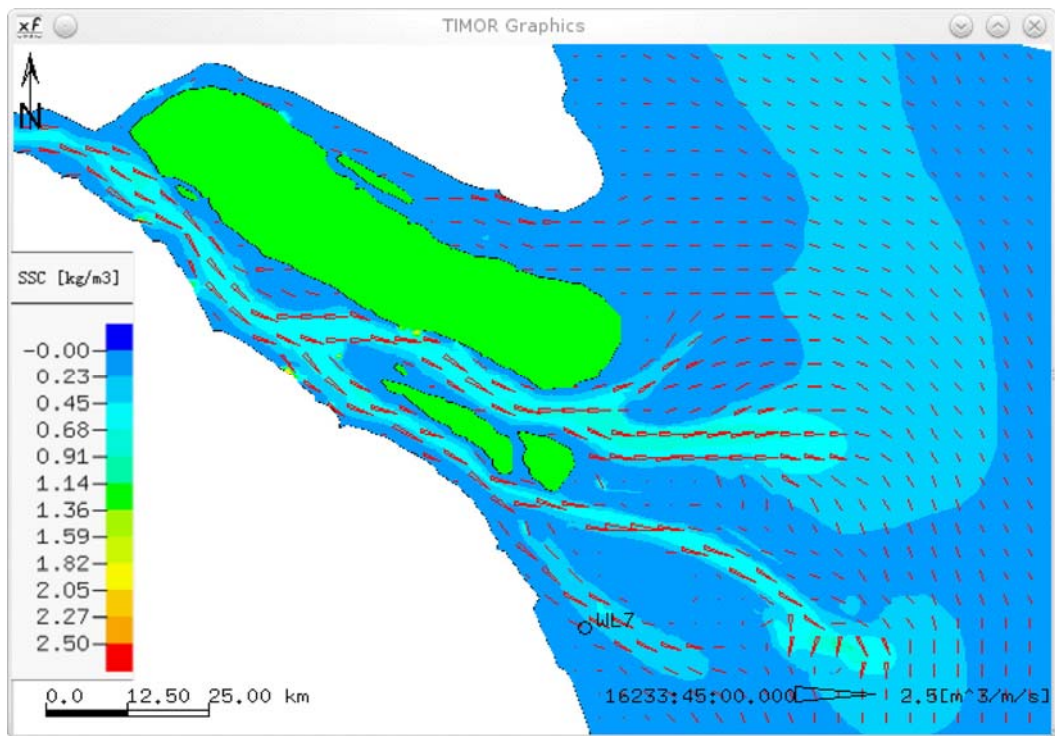 xf
TIMOR Graphics
N
SSC [kg/m3]
-0.00
0.23
0.45
0.68
0.91
1.14
1.36
1.59
1.82
2.05
2.27
2.50
WL7
0.0 12.50 25.00 km
16233:45:00.000 2.5[m^3/m/s]